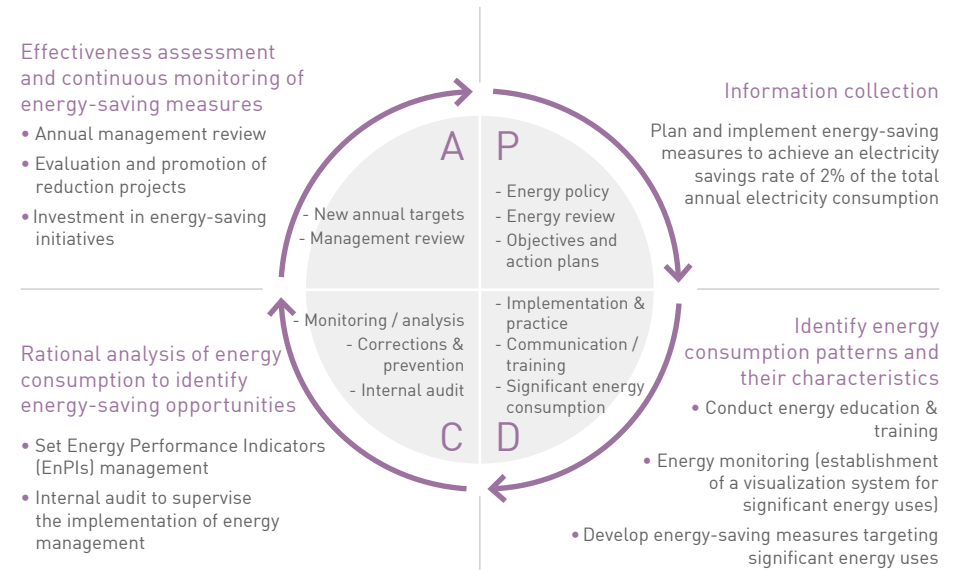 Effectiveness assessment
and continuous monitoring of
energy-saving measures
• Annual management review
• Evaluation and promotion of
reduction projects
• Investment in energy-saving
initiatives
A
- New annual targets
- Management review
P
- Energy policy
- Energy review
- Objectives and
action plans
Information collection
Plan and implement energy-saving
measures to achieve an electricity
savings rate of 2% of the total
annual electricity consumption
Rational analysis of energy
consumption to identify
energy-saving opportunities
• Set Energy Performance Indicators
(EnPIs) management
• Internal audit to supervise
the implementation of energy
management
- Monitoring / analysis
- Corrections &
prevention
- Internal audit
C
- Implementation &
practice
- Communication /
training
- Significant energy
consumption
D
Identify energy
consumption patterns and
their characteristics
• Conduct energy education &
training
• Energy monitoring (establishment
of a visualization system for
significant energy uses)
• Develop energy-saving measures targeting
significant energy uses